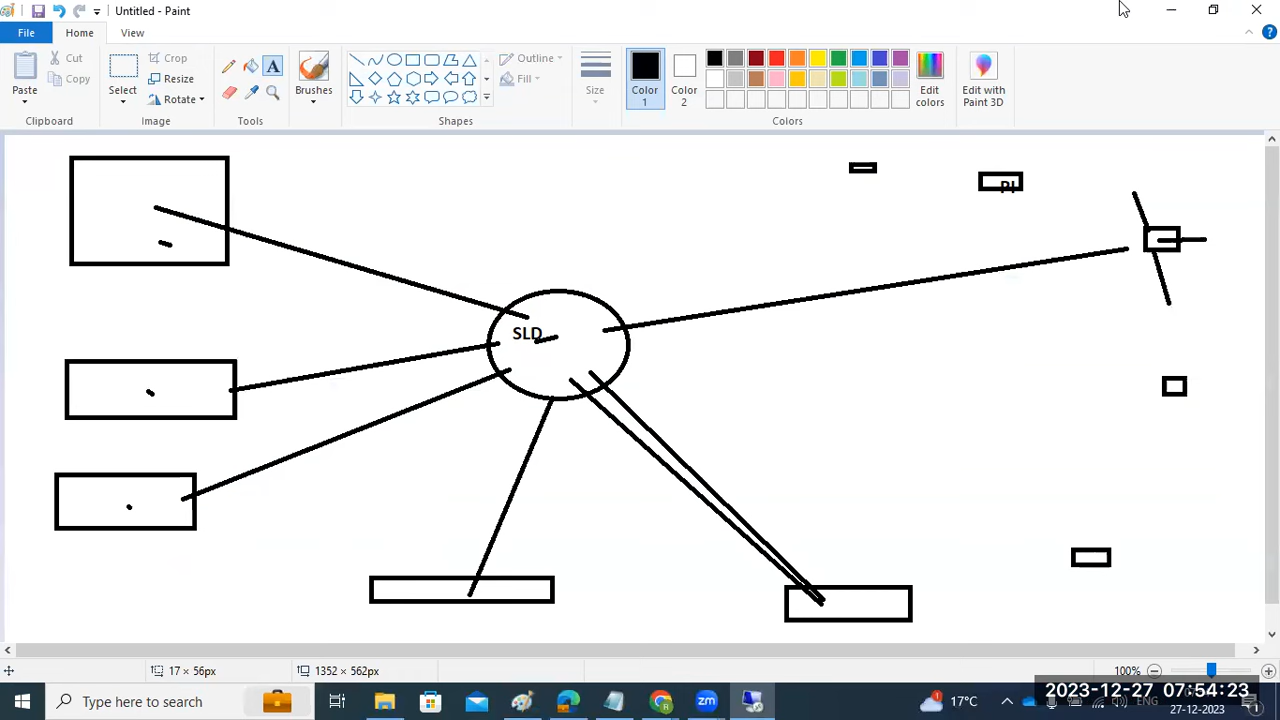 Untitled - Paint
File
Home
View
Paste
Cut
Copy
Clipboard
Select
Crop
Resize
Rotate
Image
Tools
Brushes
Shapes
Outline
Fill
Size
Color 1
Color 2
Colors
Edit colors
Edit with Paint 3D
PI
SLD
17 × 56px
1352 × 562px
100%
Type here to search
17°C
ENG
2023-12-27 07:54:23
27-12-2023